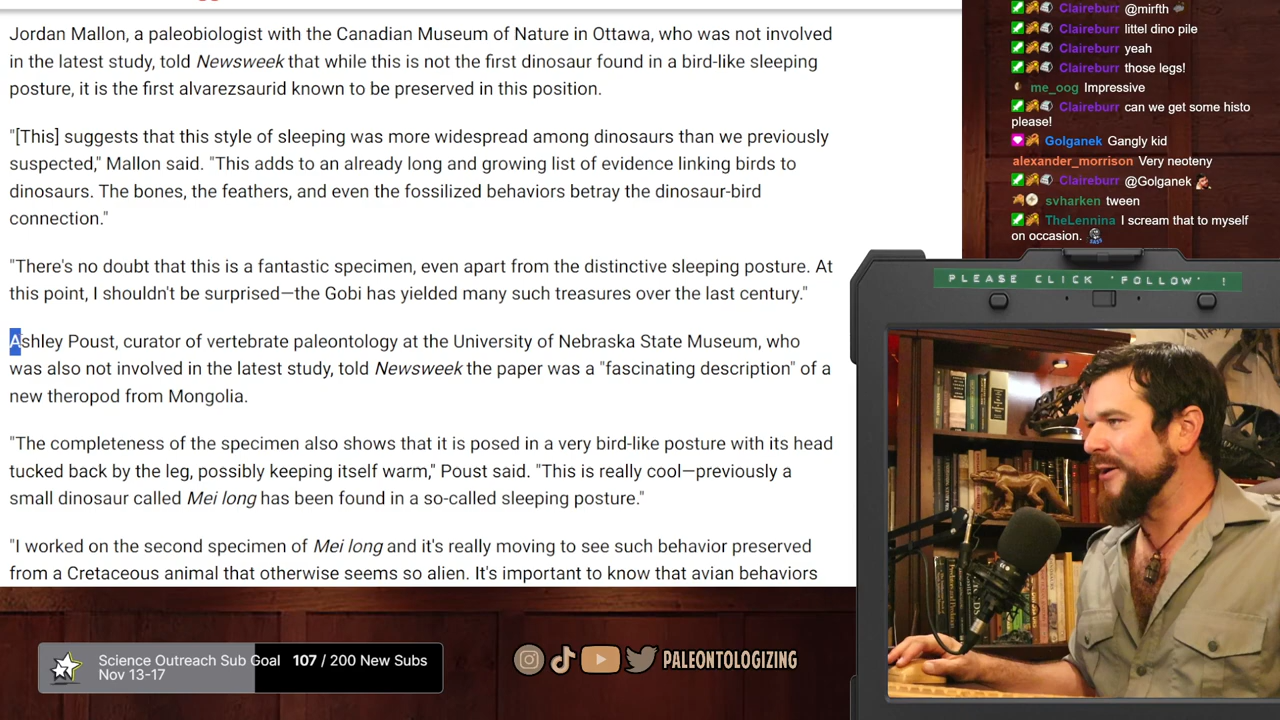 Jordan Mallon, a paleobiologist with the Canadian Museum of Nature in Ottawa, who was not involved
in the latest study, told Newsweek that while this is not the first dinosaur found in a bird-like sleeping
posture, it is the first alvarezsaurid known to be preserved in this position.
"[This] suggests that this style of sleeping was more widespread among dinosaurs than we previously
suspected," Mallon said. "This adds to an already long and growing list of evidence linking birds to
dinosaurs. The bones, the feathers, and even the fossilized behaviors betray the dinosaur-bird
connection."
"There's no doubt that this is a fantastic specimen, even apart from the distinctive sleeping posture. At
this point, I shouldn't be surprised—the Gobi has yielded many such treasures over the last century."
Ashley Poust, curator of vertebrate paleontology at the University of Nebraska State Museum, who
was also not involved in the latest study, told Newsweek the paper was a "fascinating description" of a
new theropod from Mongolia.
"The completeness of the specimen also shows that it is posed in a very bird-like posture with its head
tucked back by the leg, possibly keeping itself warm," Poust said. "This is really cool—previously a
small dinosaur called Mei long has been found in a so-called sleeping posture."
"I worked on the second specimen of Mei long and it's really moving to see such behavior preserved
from a Cretaceous animal that otherwise seems so alien. It's important to know that avian behaviors
Claireburr @mirfth
Claireburr littel dino pile
Claireburr yeah
Claireburr those legs!
me_oog Impressive
Claireburr can we get some histo
please!
Golganek Gangly kid
alexander_morrison Very neoteny
Claireburr @Golganek
svharken tween
TheLennina I scream that to myself
on occasion.
PLEASE CLICK 'FOLLOW' !
Science Outreach Sub Goal 107 / 200 New Subs
Nov 13-17
PALEONTOLOGIZING